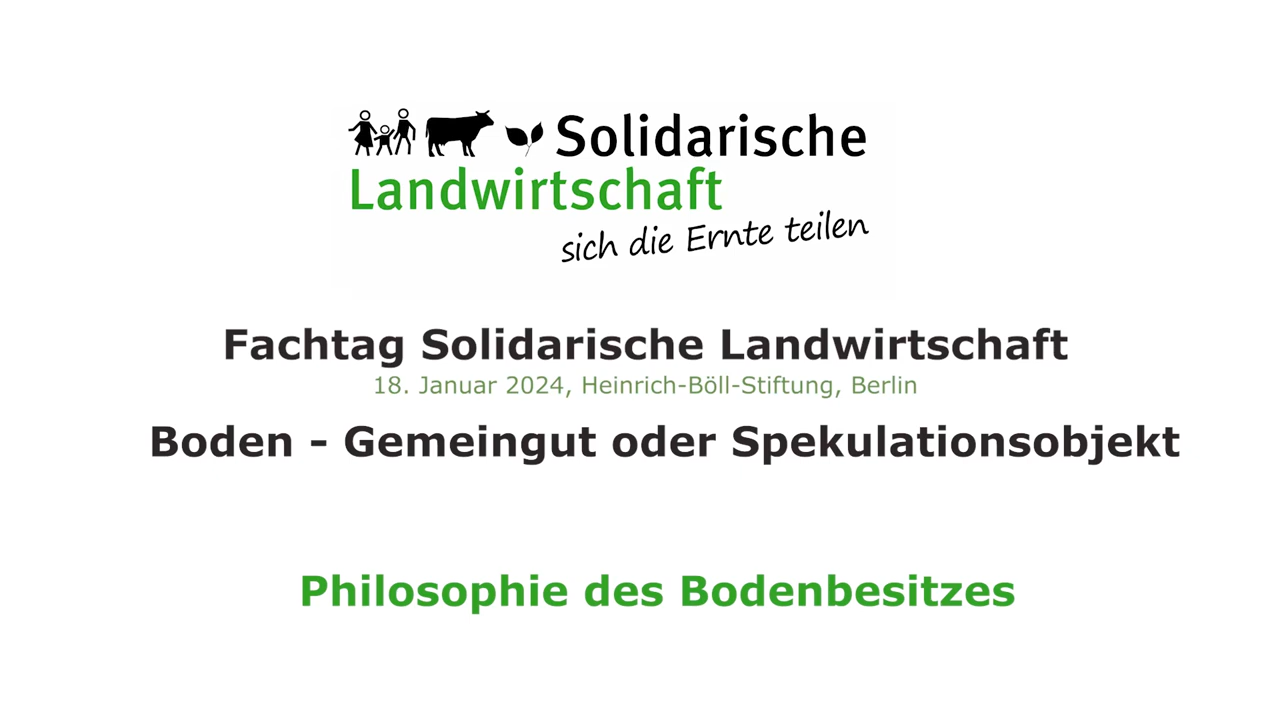 Solidarische
Landwirtschaft
sich die Ernte teilen
Fachtag Solidarische Landwirtschaft
18. Januar 2024, Heinrich-Böll-Stiftung, Berlin
Boden - Gemeingut oder Spekulationsobjekt
Philosophie des Bodenbesitzes